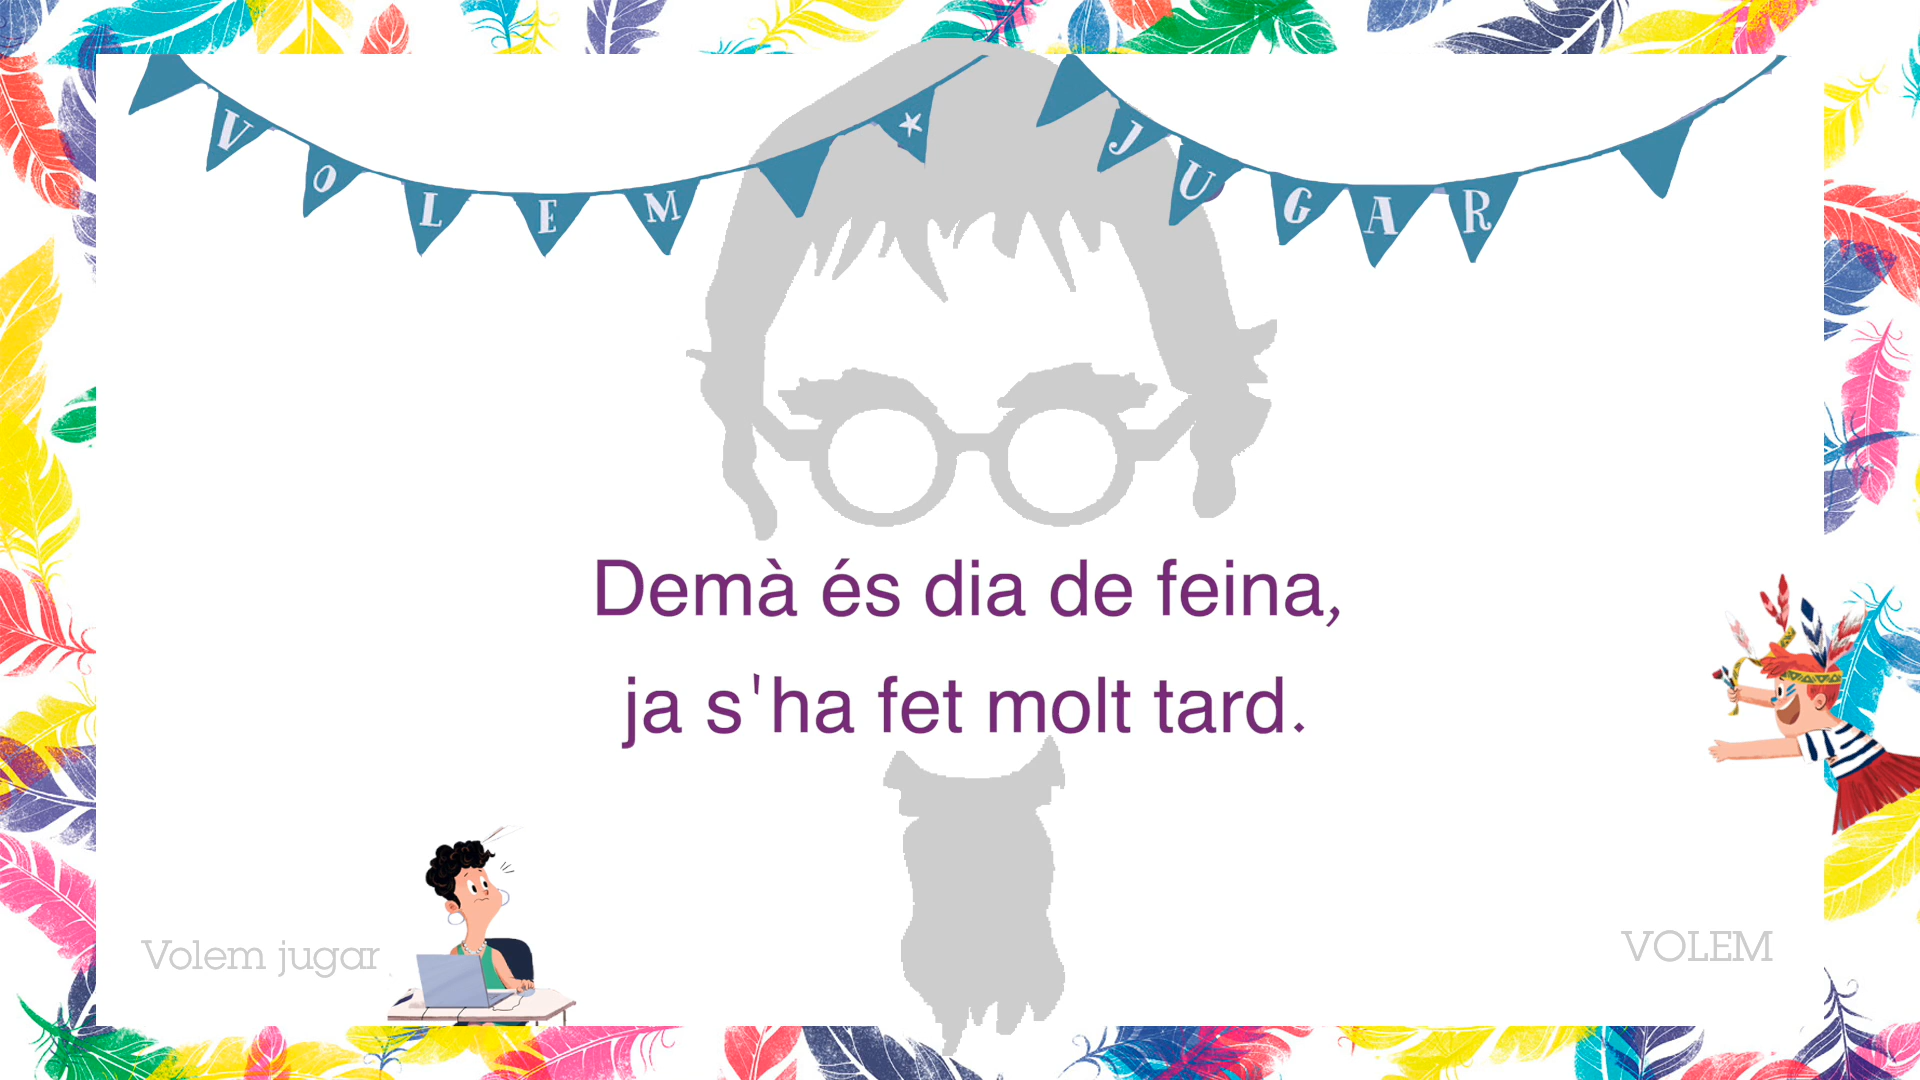 VOLEM * JUGAR
Demà és dia de feina,
ja s'ha fet molt tard.
Volem jugar
VOLEM